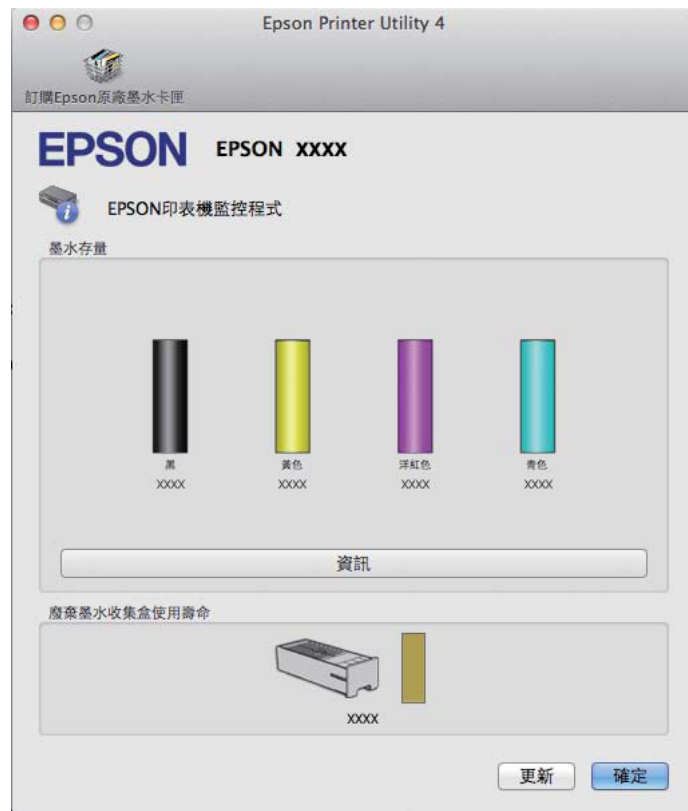 Epson Printer Utility 4
訂購Epson原廠墨水卡匣
EPSON EPSON XXXX
EPSON印表機監控程式
墨水存量
黑 黃色 洋紅色 青色
XXXX XXXX XXXX XXXX
資訊
廢棄墨水收集盒使用壽命
XXXX
更新 確定